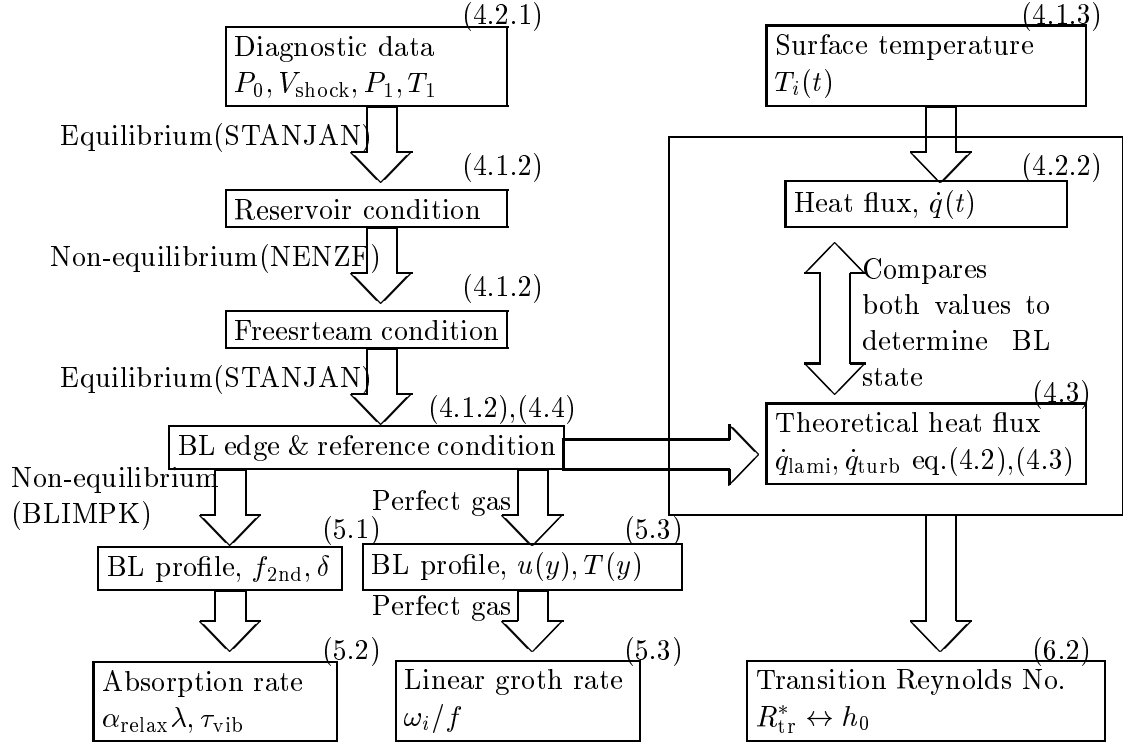 (4.2.1)
Diagnostic data
P₀, V_shock, P₁, T₁
Equilibrium(STANJAN)
(4.1.2)
Reservoir condition
Non-equilibrium(NENZF)
(4.1.2)
Freesrteam condition
Equilibrium(STANJAN)
(4.1.2),(4.4)
BL edge & reference condition
Non-equilibrium
(BLIMPK)
(5.1)
BL profile, f_2nd, δ
(5.2)
Absorption rate
α_relax λ, τ_vib
Perfect gas
(5.3)
BL profile, u(y), T(y)
Perfect gas
(5.3)
Linear groth rate
ω_i/f
(4.1.3)
Surface temperature
T_i(t)
(4.2.2)
Heat flux, q̇(t)
Compares
both values to
determine BL
state
(4.3)
Theoretical heat flux
q̇_lami, q̇_turb eq.(4.2),(4.3)
(6.2)
Transition Reynolds No.
R*_tr ↔ h₀